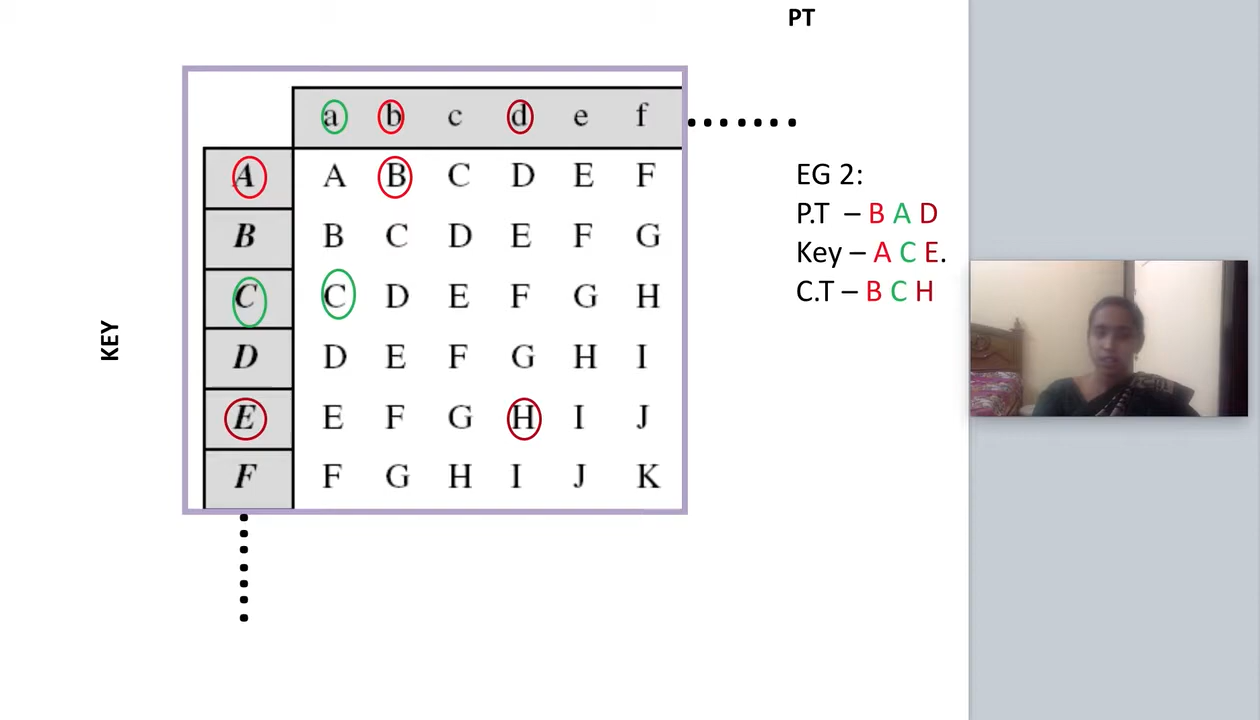 PT
a b c d e f
A A B C D E F
B B C D E F G
C C D E F G H
D D E F G H I
E E F G H I J
F F G H I J K
KEY
EG 2:
P.T – B A D
Key – A C E.
C.T – B C H